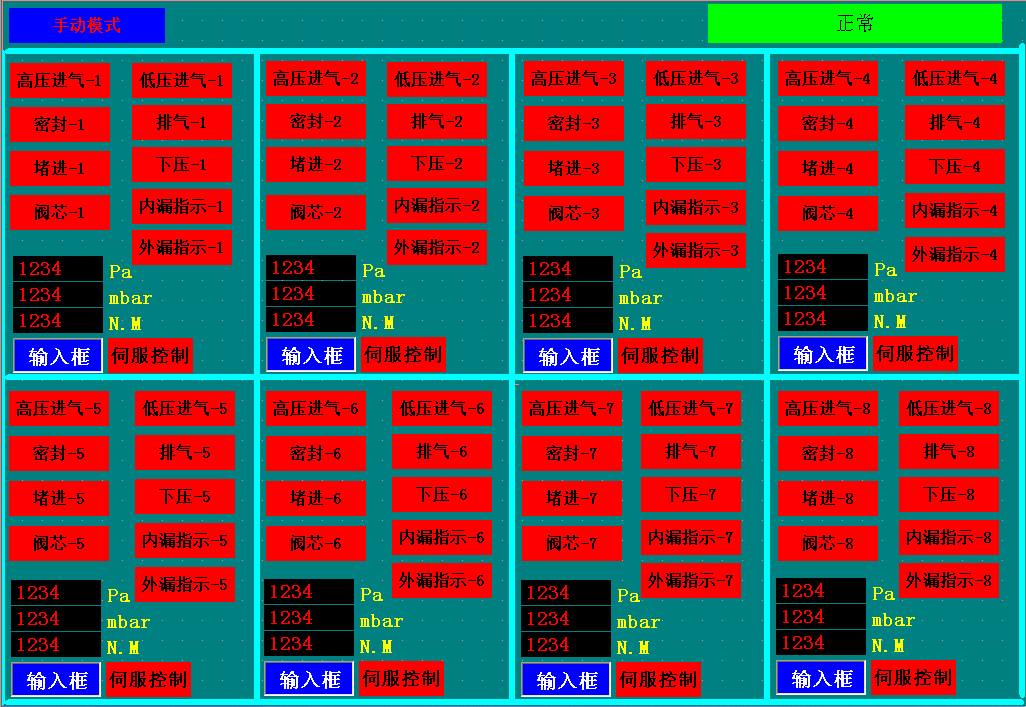 手动模式
正常
高压进气-1 低压进气-1
密封-1 排气-1
堵进-1 下压-1
阀芯-1 内漏指示-1
外漏指示-1
1234 Pa
1234 mbar
1234 N.M
输入框 伺服控制
高压进气-2 低压进气-2
密封-2 排气-2
堵进-2 下压-2
阀芯-2 内漏指示-2
外漏指示-2
1234 Pa
1234 mbar
1234 N.M
输入框 伺服控制
高压进气-3 低压进气-3
密封-3 排气-3
堵进-3 下压-3
阀芯-3 内漏指示-3
外漏指示-3
1234 Pa
1234 mbar
1234 N.M
输入框 伺服控制
高压进气-4 低压进气-4
密封-4 排气-4
堵进-4 下压-4
阀芯-4 内漏指示-4
外漏指示-4
1234 Pa
1234 mbar
1234 N.M
输入框 伺服控制
高压进气-5 低压进气-5
密封-5 排气-5
堵进-5 下压-5
阀芯-5 内漏指示-5
外漏指示-5
1234 Pa
1234 mbar
1234 N.M
输入框 伺服控制
高压进气-6 低压进气-6
密封-6 排气-6
堵进-6 下压-6
阀芯-6 内漏指示-6
外漏指示-6
1234 Pa
1234 mbar
1234 N.M
输入框 伺服控制
高压进气-7 低压进气-7
密封-7 排气-7
堵进-7 下压-7
阀芯-7 内漏指示-7
外漏指示-7
1234 Pa
1234 mbar
1234 N.M
输入框 伺服控制
高压进气-8 低压进气-8
密封-8 排气-8
堵进-8 下压-8
阀芯-8 内漏指示-8
外漏指示-8
1234 Pa
1234 mbar
1234 N.M
输入框 伺服控制